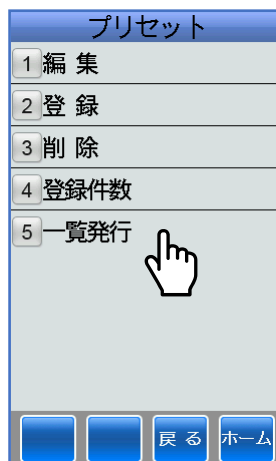 プリセット
1 編 集
2 登 録
3 削 除
4 登録件数
5 一覧発行
戻 る ホーム